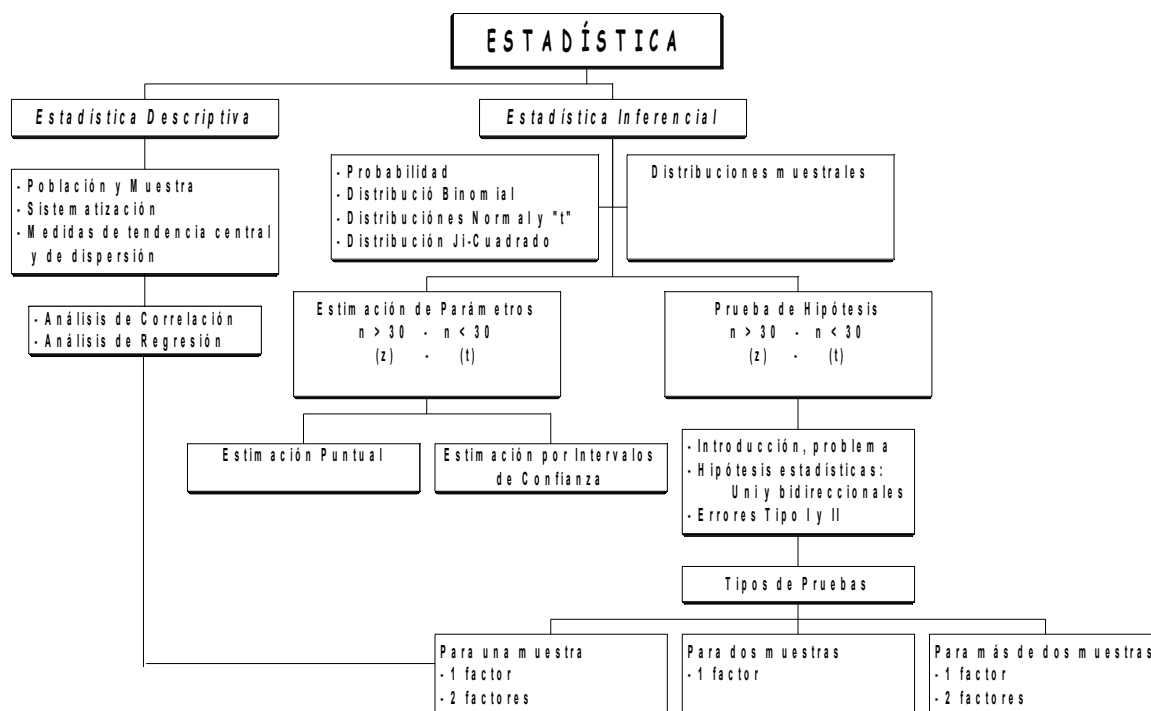 ESTADÍSTICA
Estadística Descriptiva
Estadística Inferencial
- Población y Muestra
- Sistematización
- Medidas de tendencia central
y de dispersión
- Probabilidad
- Distribució Binomial
- Distribuciónes Normal y "t"
- Distribución Ji-Cuadrado
Distribuciones muestrales
- Análisis de Correlación
- Análisis de Regresión
Estimación de Parámetros
n > 30 - n < 30
(z) - (t)
Prueba de Hipótesis
n > 30 - n < 30
(z) - (t)
Estimación Puntual
Estimación por Intervalos
de Confianza
- Introducción, problema
- Hipótesis estadísticas:
Uni y bidireccionales
- Errores Tipo I y II
Tipos de Pruebas
Para una muestra
- 1 factor
- 2 factores
Para dos muestras
- 1 factor
Para más de dos muestras
- 1 factor
- 2 factores